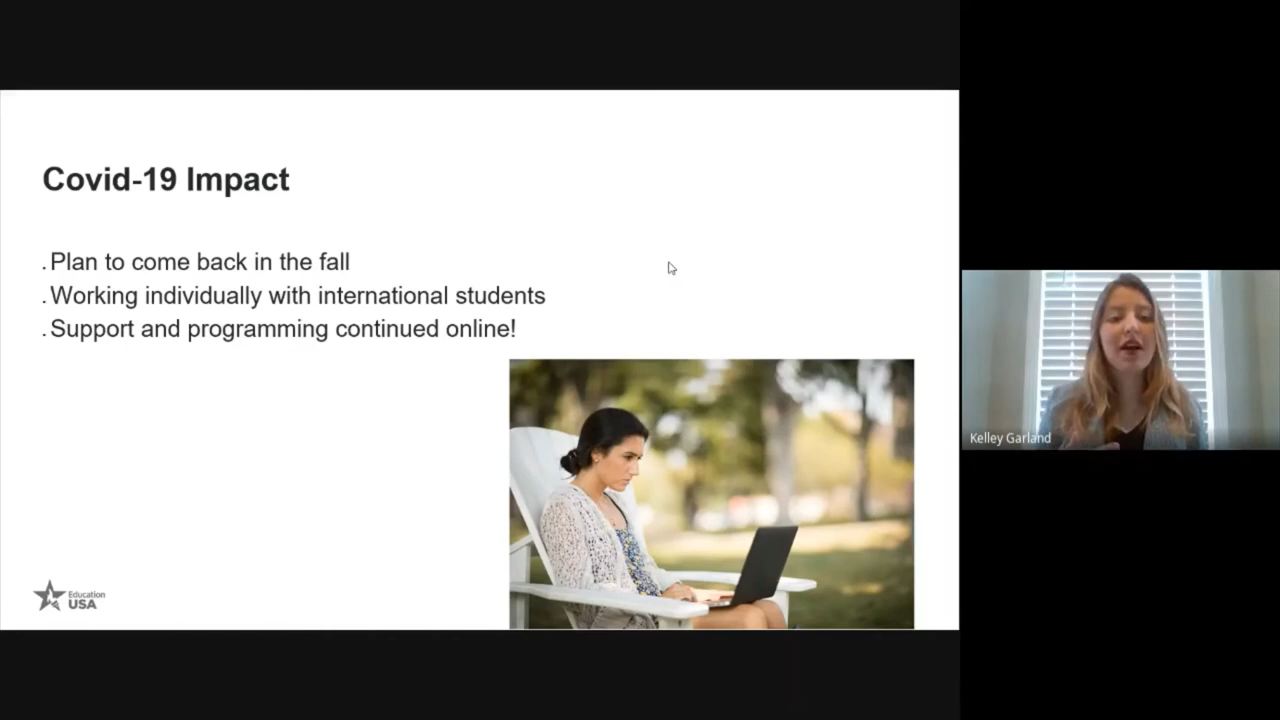 Covid-19 Impact
. Plan to come back in the fall
. Working individually with international students
. Support and programming continued online!
Education
USA
Kelley Garland